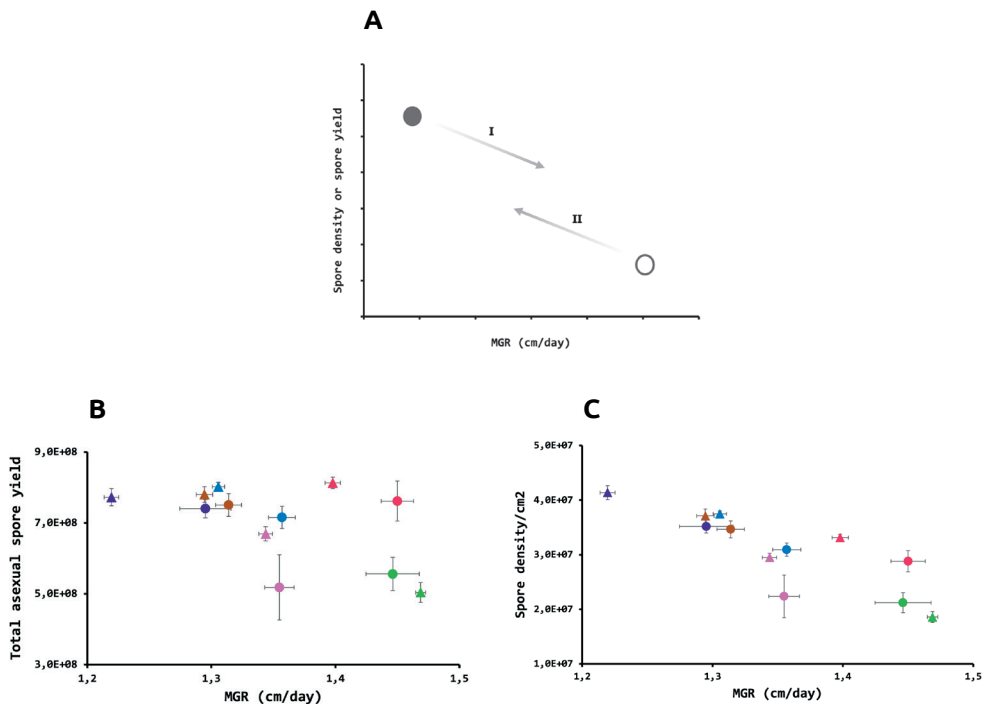 A
Spore density or spore yield
I
II
MGR (cm/day)
B
Total asexual spore yield
9,0E+08
7,0E+08
5,0E+08
3,0E+08
1,2
1,3
1,4
1,5
MGR (cm/day)
C
Spore density/cm2
5,0E+07
4,0E+07
3,0E+07
2,0E+07
1,0E+07
1,2
1,3
1,4
1,5
MGR (cm/day)